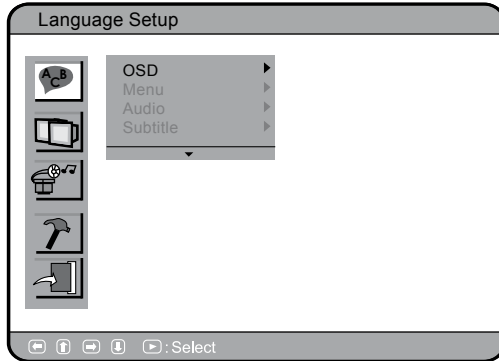 Language Setup
A C B
OSD
Menu
Audio
Subtitle
: Select